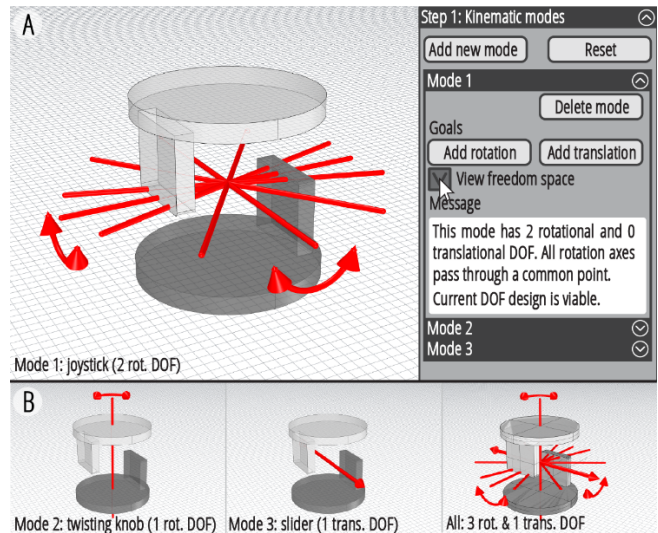 A
Mode 1: joystick (2 rot. DOF)
Step 1: Kinematic modes
Add new mode
Reset
Mode 1
Delete mode
Goals
Add rotation
Add translation
View freedom space
Message
This mode has 2 rotational and 0
translational DOF. All rotation axes
pass through a common point.
Current DOF design is viable.
Mode 2
Mode 3
B
Mode 2: twisting knob (1 rot. DOF)
Mode 3: slider (1 trans. DOF)
All: 3 rot. & 1 trans. DOF